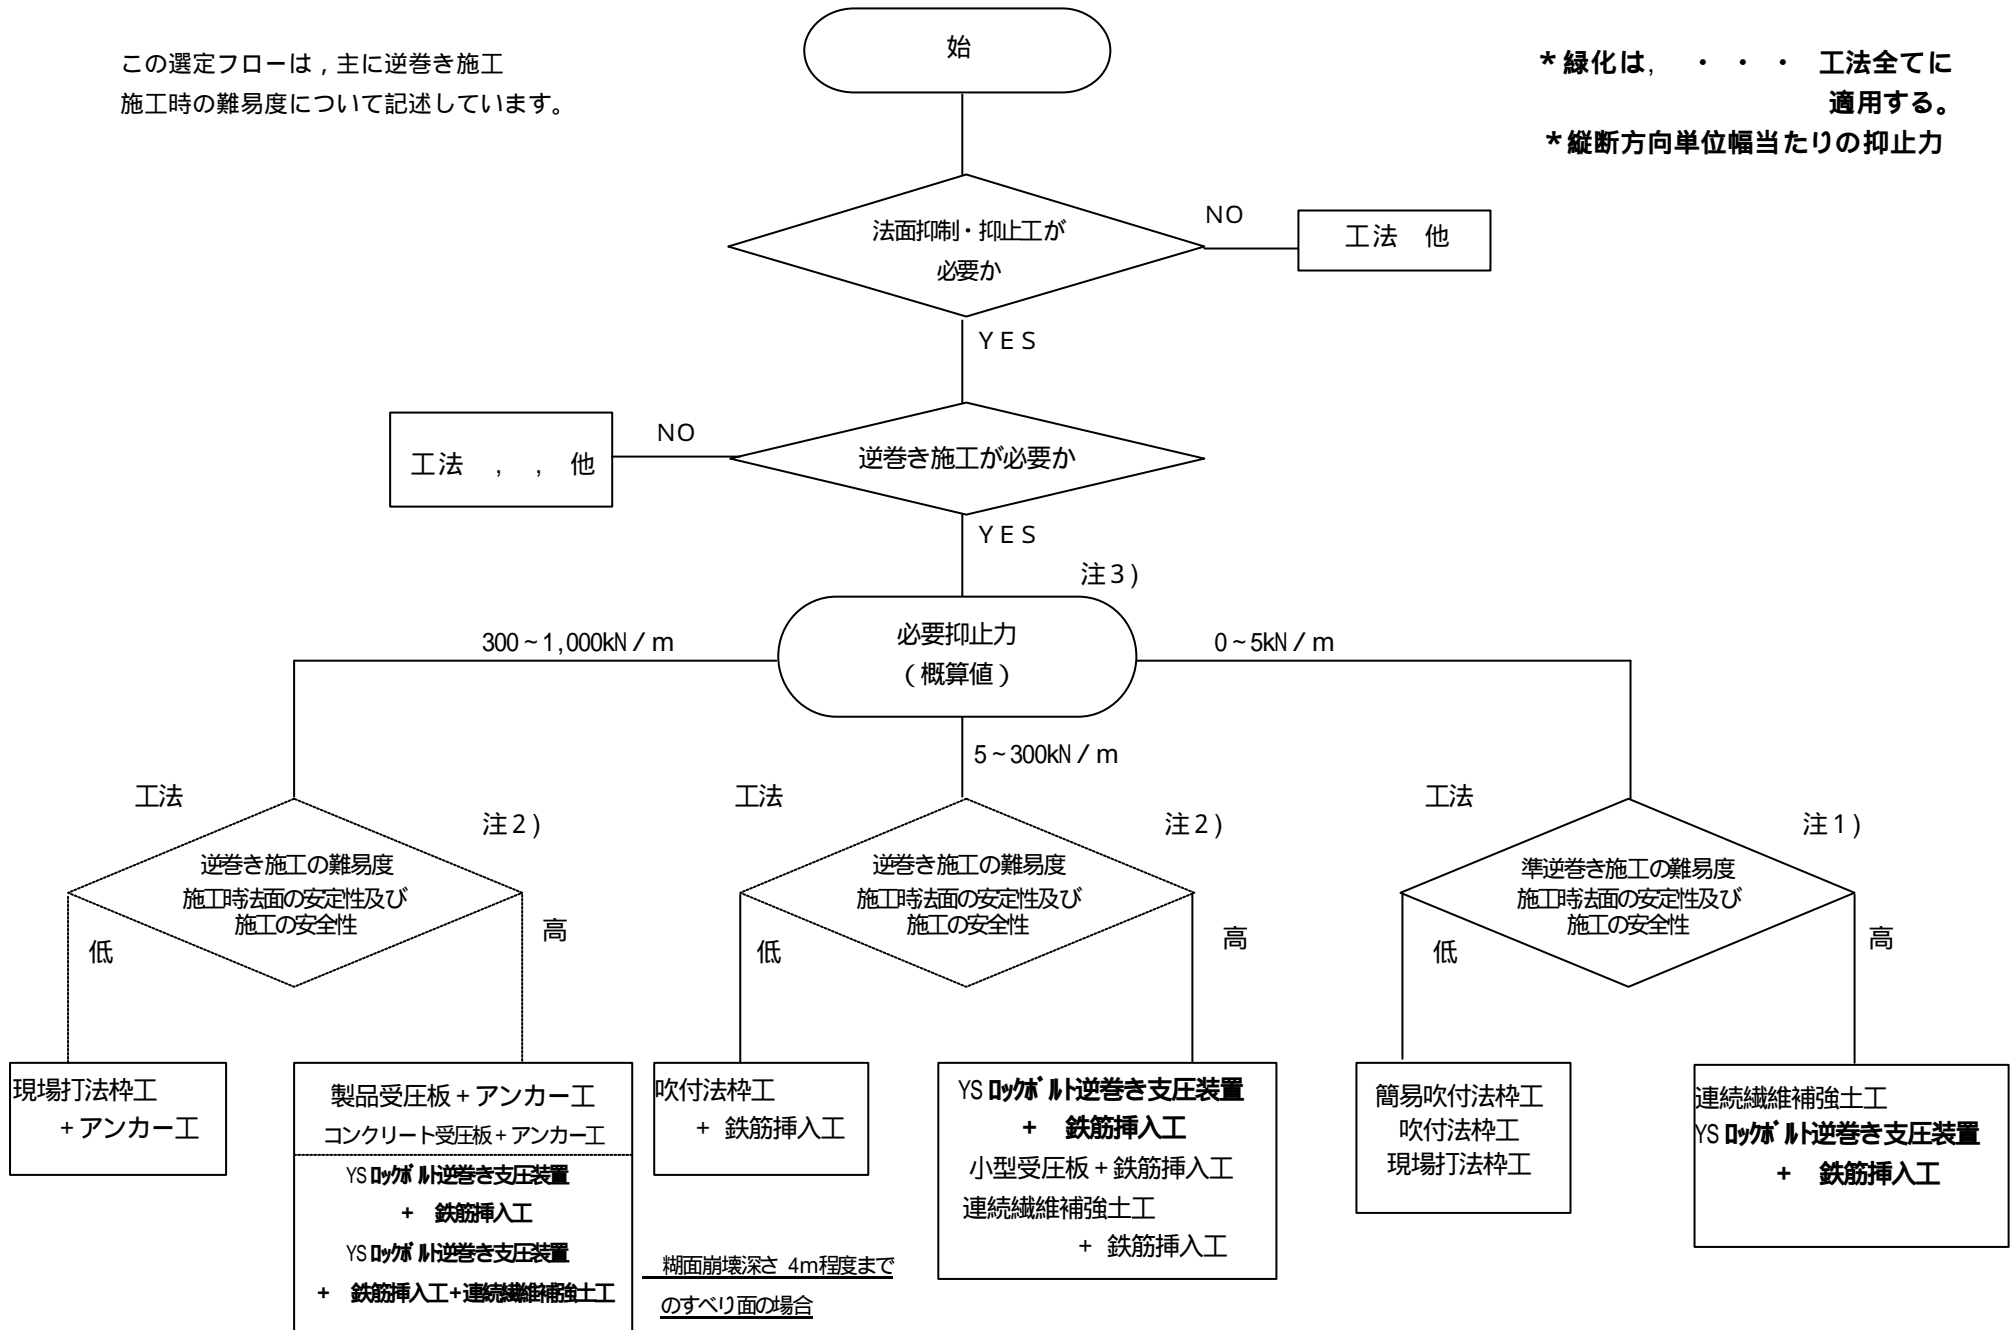 始
この選定フローは，主に逆巻き施工
施工時の難易度について記述しています。
*緑化は, ・ ・ ・ 工法全てに
適用する。
*縦断方向単位幅当たりの抑止力
法面抑制・抑止工が
必要か
NO
工法 他
YES
逆巻き施工が必要か
NO
工法 , , 他
YES
注3)
必要抑止力
(概算値)
300~1,000kN/m
0~5kN/m
5~300kN/m
工法
注2)
逆巻き施工の難易度
施工時法面の安定性及び
施工の安全性
低
高
工法
注2)
逆巻き施工の難易度
施工時法面の安定性及び
施工の安全性
低
高
工法
注1)
準逆巻き施工の難易度
施工時法面の安定性及び
施工の安全性
低
高
現場打法枠工
+アンカー工
製品受圧板+アンカー工
コンクリート受圧板+アンカー工
YSロックボルト逆巻き支圧装置
+ 鉄筋挿入工
YSロックボルト逆巻き支圧装置
+ 鉄筋挿入工+連続繊維補強土工
糊面崩壊深さ 4m程度まで
のすべり面の場合
吹付法枠工
+ 鉄筋挿入工
YSロックボルト逆巻き支圧装置
+ 鉄筋挿入工
小型受圧板+鉄筋挿入工
連続繊維補強土工
+ 鉄筋挿入工
簡易吹付法枠工
吹付法枠工
現場打法枠工
連続繊維補強土工
YSロックボルト逆巻き支圧装置
+ 鉄筋挿入工